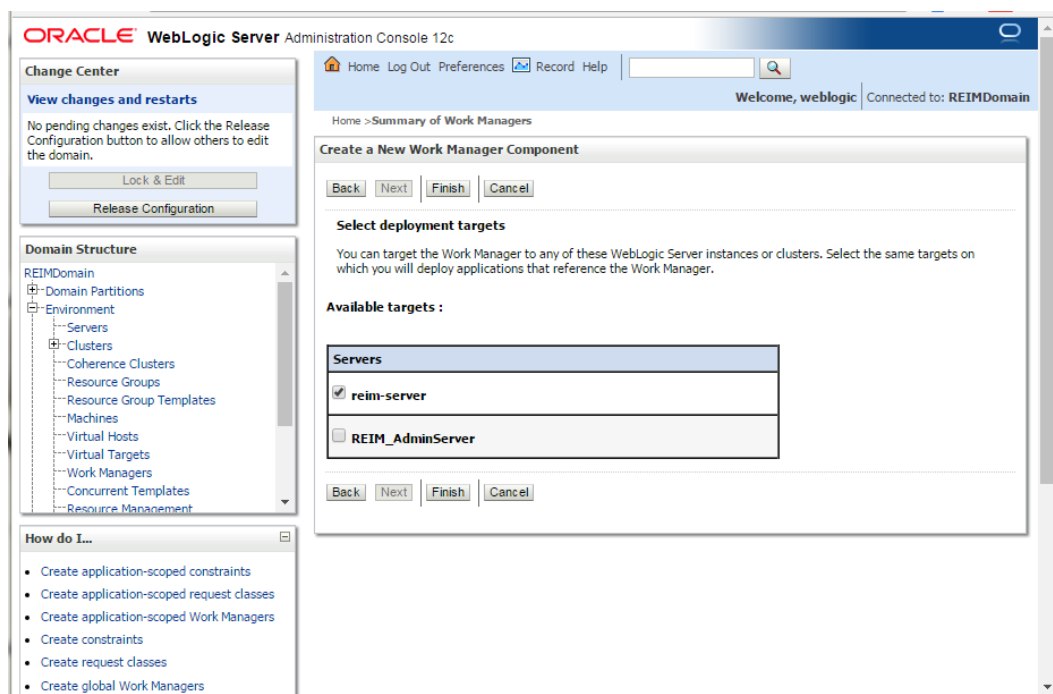 ORACLE WebLogic Server Administration Console 12c
Change Center
View changes and restarts
No pending changes exist. Click the Release
Configuration button to allow others to edit
the domain.
Lock & Edit
Release Configuration
Domain Structure
REIMDomain
Domain Partitions
Environment
Servers
Clusters
Coherence Clusters
Resource Groups
Resource Group Templates
Machines
Virtual Hosts
Virtual Targets
Work Managers
Concurrent Templates
Resource Management
How do I...
Create application-scoped constraints
Create application-scoped request classes
Create application-scoped Work Managers
Create constraints
Create request classes
Create global Work Managers
Home Log Out Preferences Record Help
Welcome, weblogic Connected to: REIMDomain
Home >Summary of Work Managers
Create a New Work Manager Component
Back Next Finish Cancel
Select deployment targets
You can target the Work Manager to any of these WebLogic Server instances or clusters. Select the same targets on
which you will deploy applications that reference the Work Manager.
Available targets :
Servers
reim-server
REIM_AdminServer
Back Next Finish Cancel